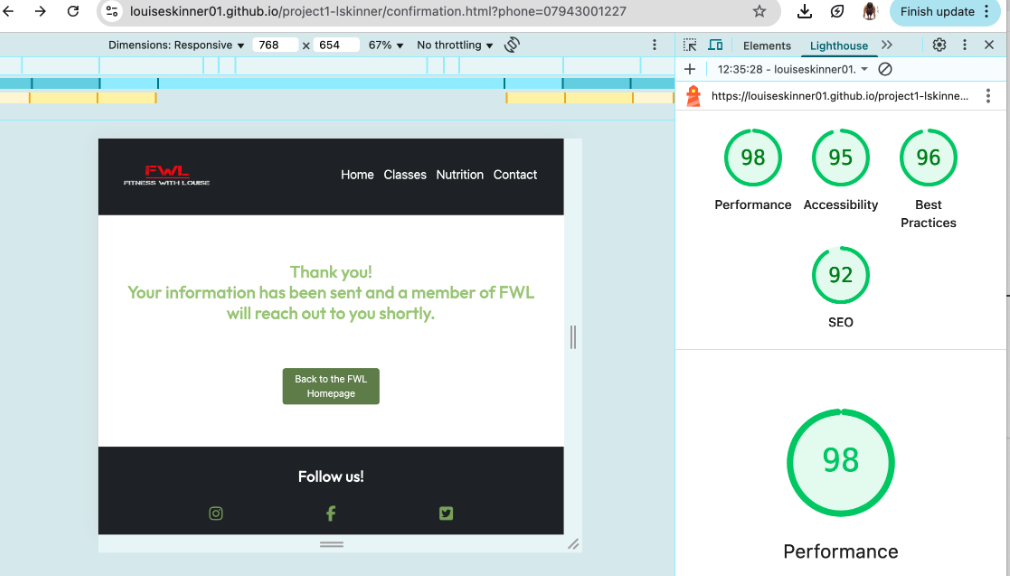 louiseskinner01.github.io/project1-lskinner/confirmation.html?phone=07943001227
Finish update
Dimensions: Responsive 768 x 654 67% No throttling
Elements Lighthouse
12:35:28 - louiseskinner01.
https://louiseskinner01.github.io/project1-lskinne...
98 95 96
Performance Accessibility Best
Practices
92
SEO
98
Performance
FWL
FITNESS WITH LOUISE
Home Classes Nutrition Contact
Thank you!
Your information has been sent and a member of FWL
will reach out to you shortly.
Back to the FWL
Homepage
Follow us!